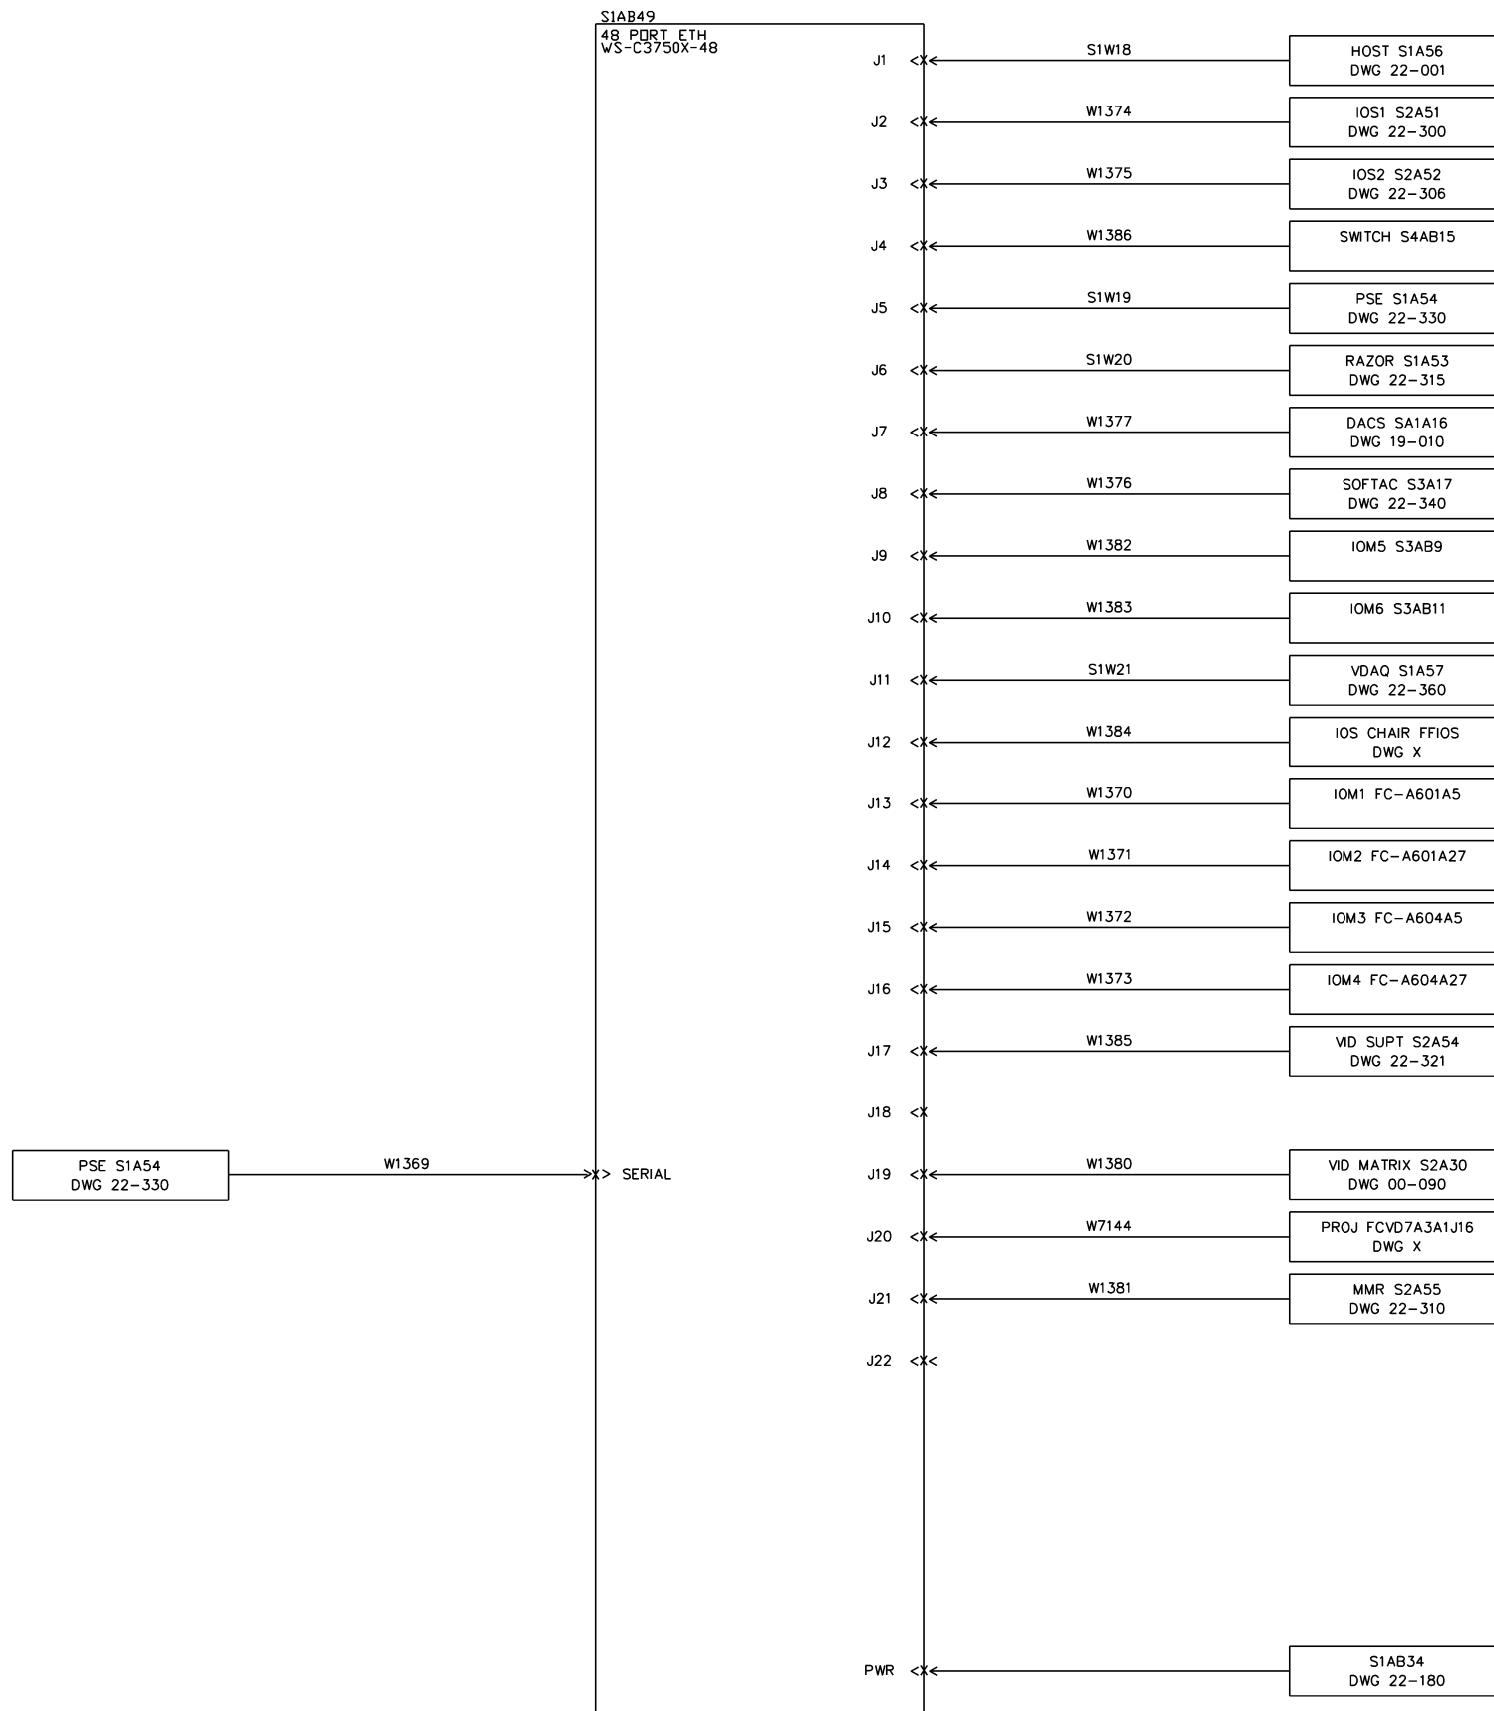 S1AB49
48 PORT ETH
WS-C3750X-48
J1
S1W18
HOST S1A56
DWG 22-001
J2
W1374
IOS1 S2A51
DWG 22-300
J3
W1375
IOS2 S2A52
DWG 22-306
J4
W1386
SWITCH S4AB15
J5
S1W19
PSE S1A54
DWG 22-330
J6
S1W20
RAZOR S1A53
DWG 22-315
J7
W1377
DACS SA1A16
DWG 19-010
J8
W1376
SOFTAC S3A17
DWG 22-340
J9
W1382
IOM5 S3AB9
J10
W1383
IOM6 S3AB11
J11
S1W21
VDAQ S1A57
DWG 22-360
J12
W1384
IOS CHAIR FFIOS
DWG X
J13
W1370
IOM1 FC-A601A5
J14
W1371
IOM2 FC-A601A27
J15
W1372
IOM3 FC-A604A5
J16
W1373
IOM4 FC-A604A27
J17
W1385
VID SUPT S2A54
DWG 22-321
J18
PSE S1A54
DWG 22-330
W1369
SERIAL
J19
W1380
VID MATRIX S2A30
DWG 00-090
J20
W7144
PROJ FCVD7A3A1J16
DWG X
J21
W1381
MMR S2A55
DWG 22-310
J22
PWR
S1AB34
DWG 22-180